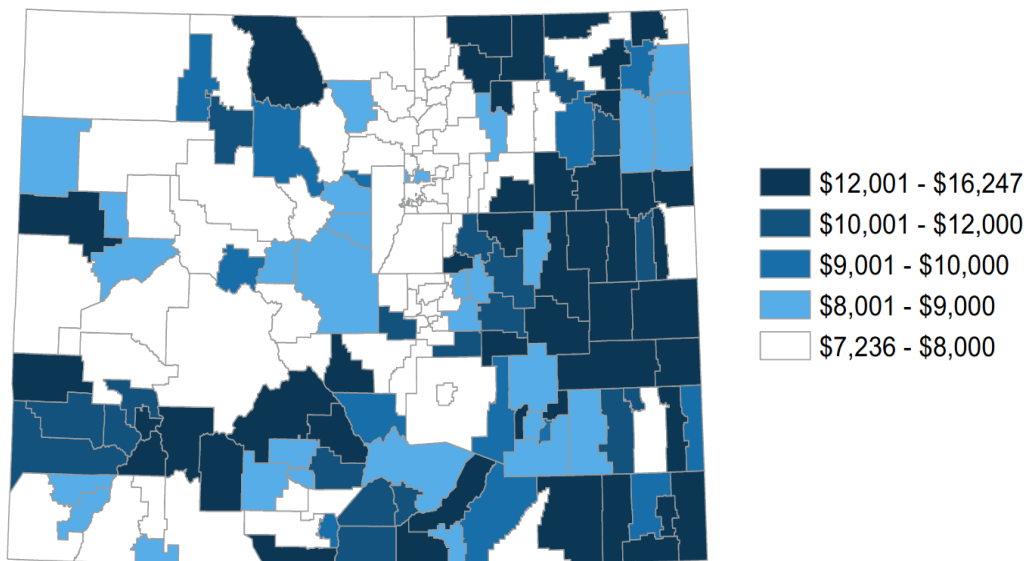 $12,001 - $16,247
$10,001 - $12,000
$9,001 - $10,000
$8,001 - $9,000
$7,236 - $8,000